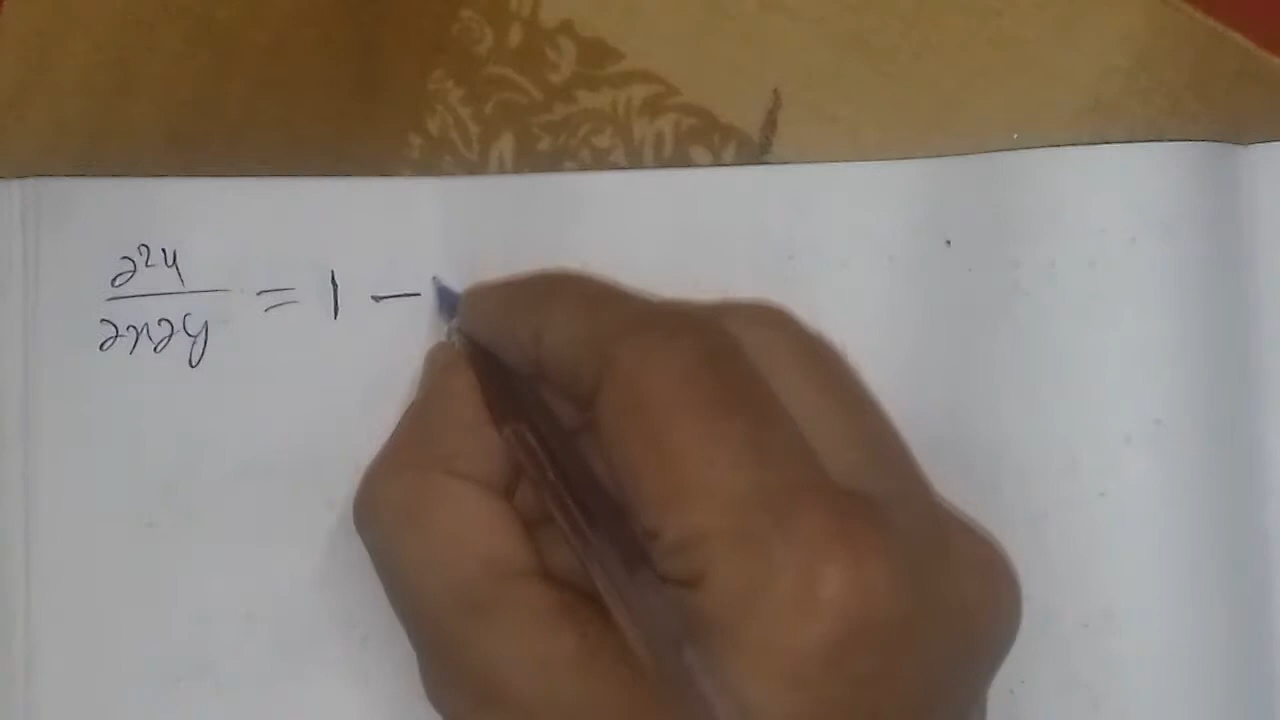 ∂²u/∂x∂y = 1 −